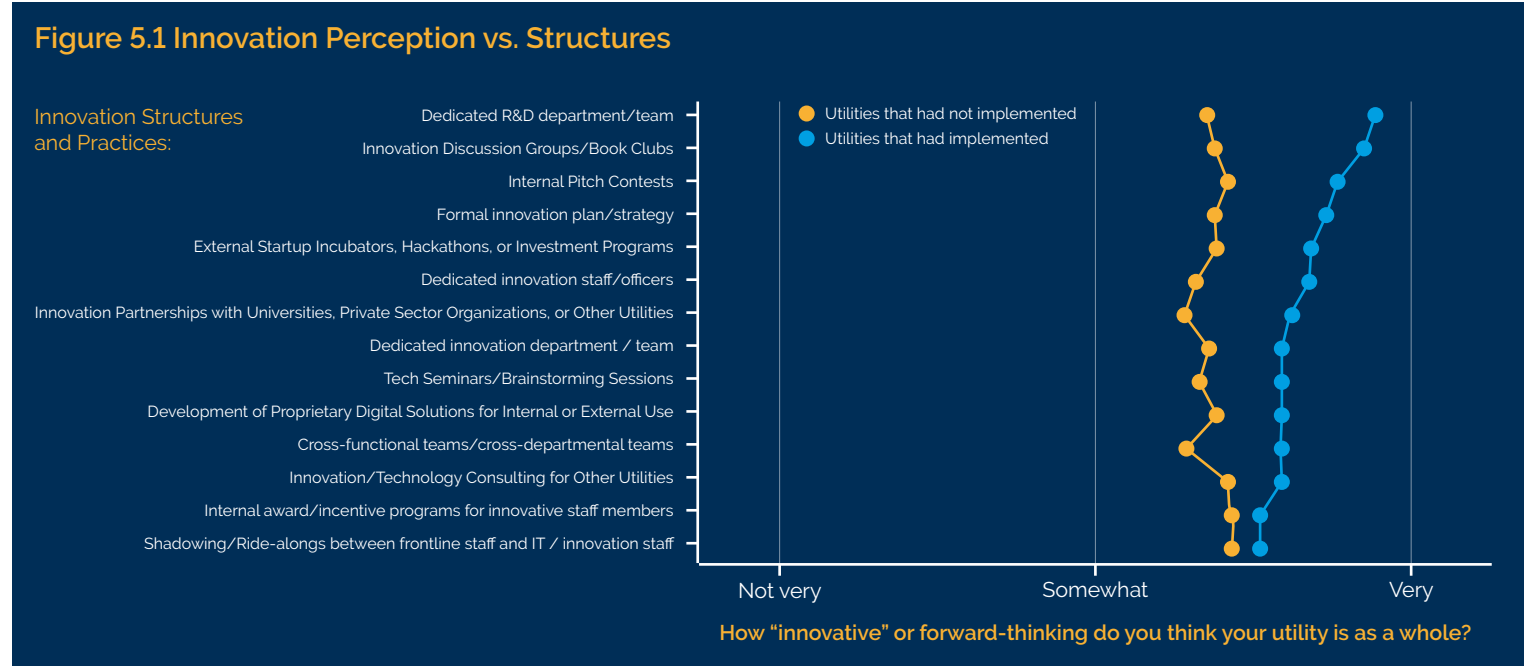 Figure 5.1 Innovation Perception vs. Structures
Innovation Structures
and Practices:
Dedicated R&D department/team
Innovation Discussion Groups/Book Clubs
Internal Pitch Contests
Formal innovation plan/strategy
External Startup Incubators, Hackathons, or Investment Programs
Dedicated innovation staff/officers
Innovation Partnerships with Universities, Private Sector Organizations, or Other Utilities
Dedicated innovation department / team
Tech Seminars/Brainstorming Sessions
Development of Proprietary Digital Solutions for Internal or External Use
Cross-functional teams/cross-departmental teams
Innovation/Technology Consulting for Other Utilities
Internal award/incentive programs for innovative staff members
Shadowing/Ride-alongs between frontline staff and IT / innovation staff
Utilities that had not implemented
Utilities that had implemented
Not very
Somewhat
Very
How “innovative” or forward-thinking do you think your utility is as a whole?